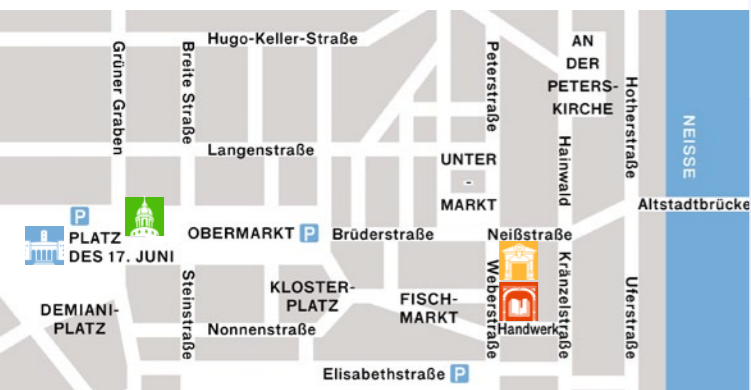 Hugo-Keller-Straße
Grüner Graben
Breite Straße
Peterstraße
AN
DER
PETERS-
KIRCHE
Hotherstraße
NEISSE
Langenstraße
UNTER
-
MARKT
Hainwald
Altstadtbrücke
P
PLATZ
DES 17. JUNI
OBERMARKT P
Brüderstraße
Neißstraße
Steinstraße
KLOSTER-
PLATZ
FISCH-
MARKT
Weberstraße
Kränzelstraße
Uferstraße
DEMIANI-
PLATZ
Nonnenstraße
Handwerk
Elisabethstraße P